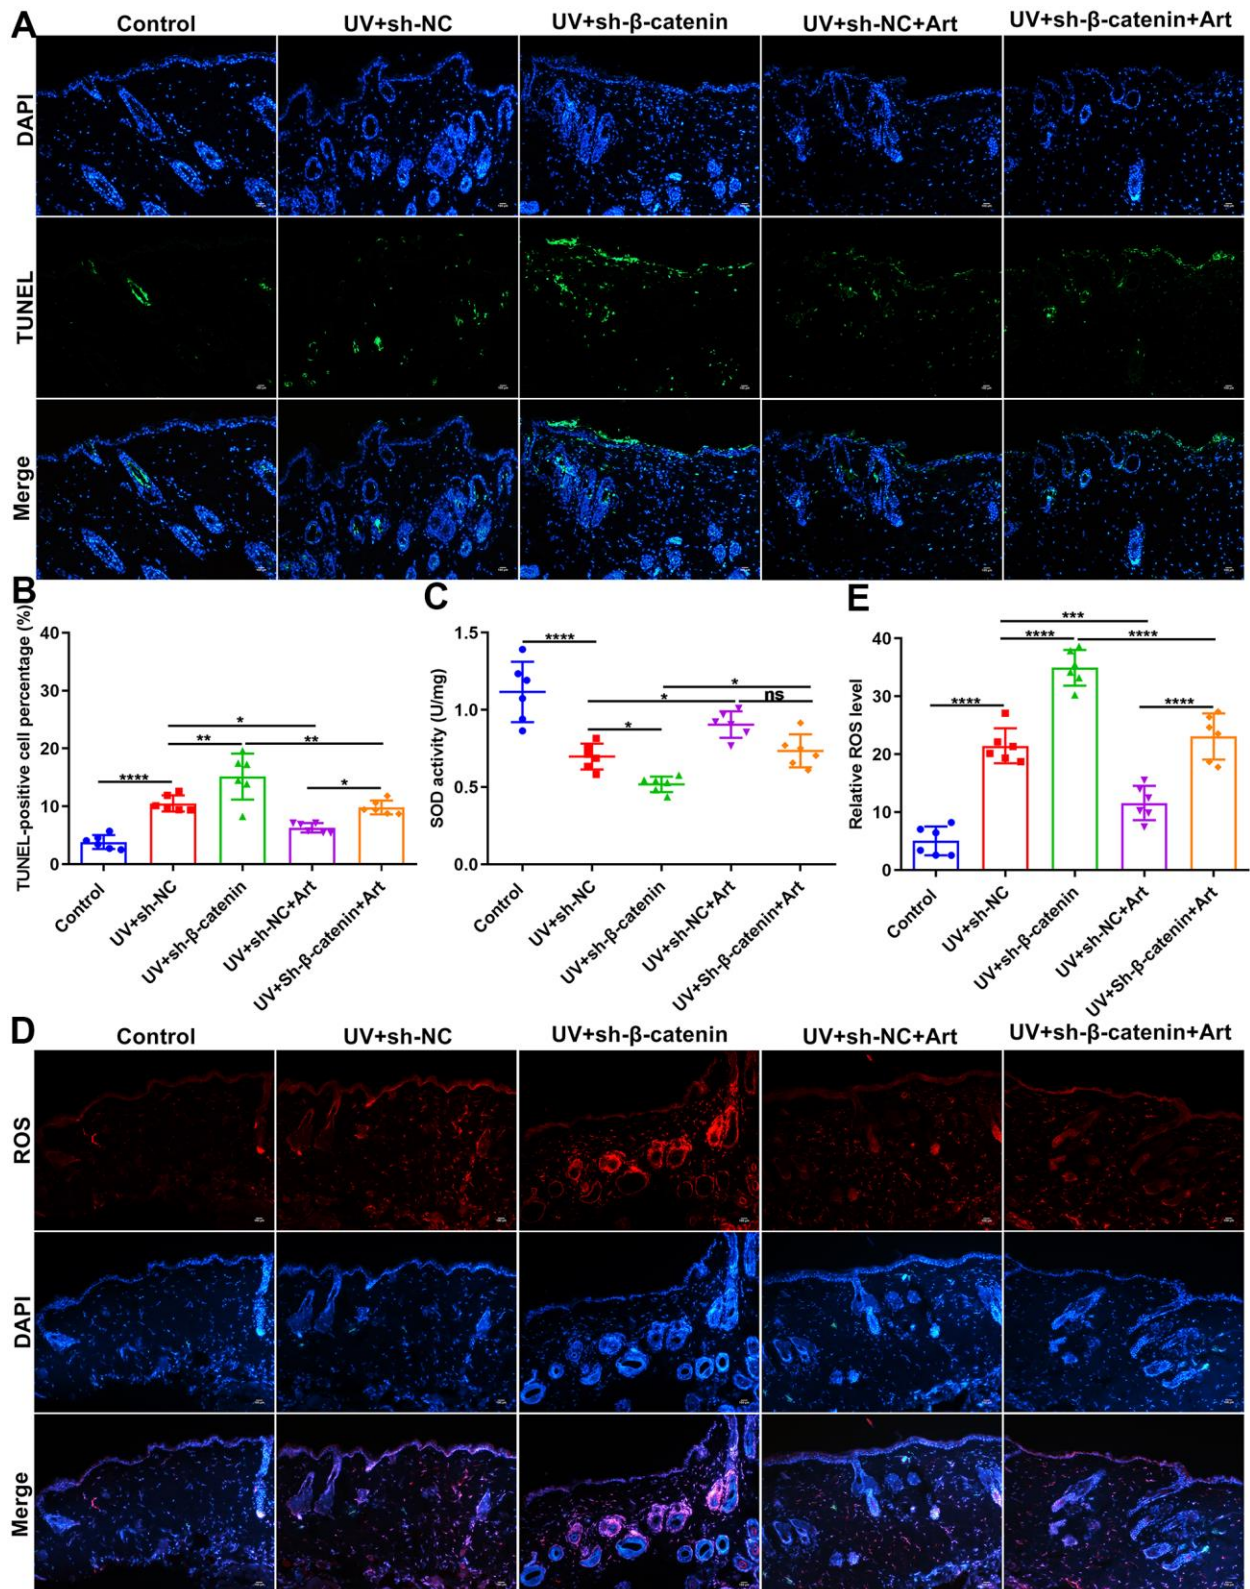 A
Control
UV+sh-NC
UV+sh-β-catenin
UV+sh-NC+Art
UV+sh-β-catenin+Art
DAPI
TUNEL
Merge
B
TUNEL-positive cell percentage (%)
40
30
20
10
0
****
**
*
**
*
Control
UV+sh-NC
UV+sh-β-catenin
UV+sh-NC+Art
UV+Sh-β-catenin+Art
C
SOD activity (U/mg)
1.5
1.0
0.5
0.0
****
*
*
*
ns
Control
UV+sh-NC
UV+sh-β-catenin
UV+sh-NC+Art
UV+Sh-β-catenin+Art
E
Relative ROS level
40
30
20
10
0
****
****
***
****
****
Control
UV+sh-NC
UV+sh-β-catenin
UV+sh-NC+Art
UV+Sh-β-catenin+Art
D
Control
UV+sh-NC
UV+sh-β-catenin
UV+sh-NC+Art
UV+sh-β-catenin+Art
ROS
DAPI
Merge